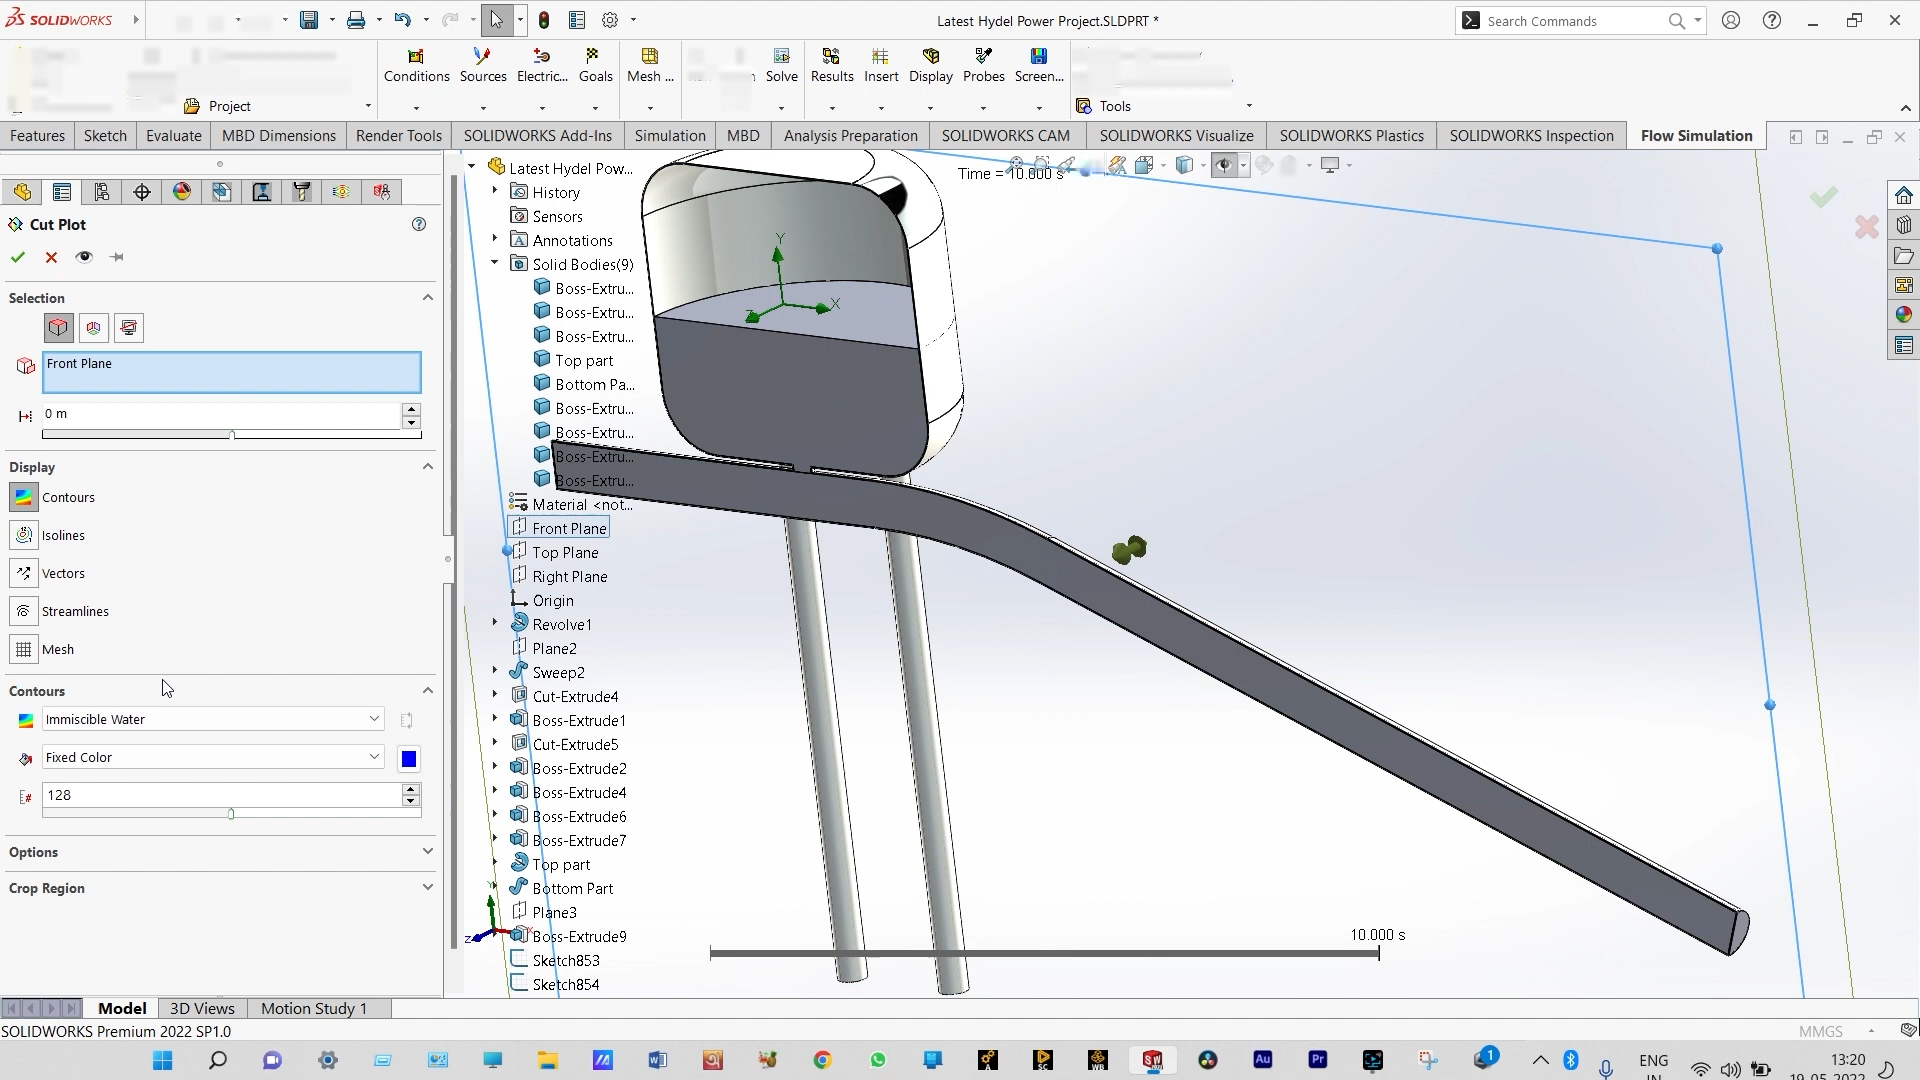 SOLIDWORKS
Latest Hydel Power Project.SLDPRT *
Search Commands
Conditions
Sources
Electric...
Goals
Mesh ...
Solve
Results
Insert
Display
Probes
Screen...
Project
Tools
Features
Sketch
Evaluate
MBD Dimensions
Render Tools
SOLIDWORKS Add-Ins
Simulation
MBD
Analysis Preparation
SOLIDWORKS CAM
SOLIDWORKS Visualize
SOLIDWORKS Plastics
SOLIDWORKS Inspection
Flow Simulation
Cut Plot
Selection
Front Plane
0 m
Display
Contours
Isolines
Vectors
Streamlines
Mesh
Contours
Immiscible Water
Fixed Color
128
Options
Crop Region
Latest Hydel Pow...
History
Sensors
Annotations
Solid Bodies(9)
Boss-Extru...
Boss-Extru...
Boss-Extru...
Top part
Bottom Pa...
Boss-Extru...
Boss-Extru...
Boss-Extru...
Boss-Extru...
Material <not...
Front Plane
Top Plane
Right Plane
Origin
Revolve1
Plane2
Sweep2
Cut-Extrude4
Boss-Extrude1
Cut-Extrude5
Boss-Extrude2
Boss-Extrude4
Boss-Extrude6
Boss-Extrude7
Top part
Bottom Part
Plane3
Boss-Extrude9
Sketch853
Sketch854
Time = 10.000 s
Y
X
Z
10.000 s
Model
3D Views
Motion Study 1
SOLIDWORKS Premium 2022 SP1.0
MMGS
ENG
IN
13:20
19-05-2022